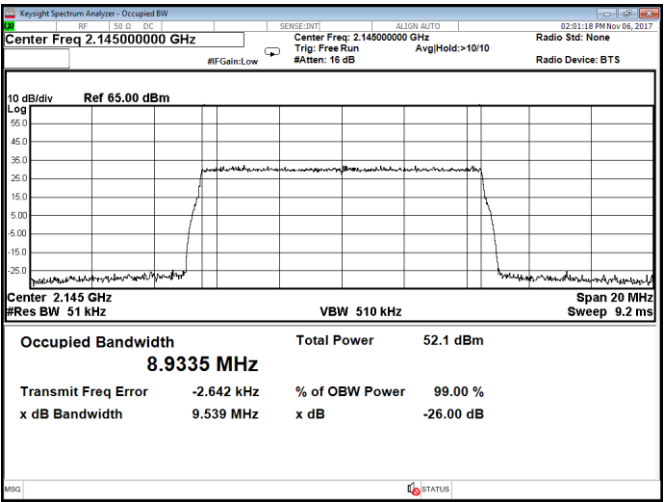 Keysight Spectrum Analyzer - Occupied BW
RF 50 Ω DC SENSE:INT ALIGN AUTO 02:01:18 PM Nov 06, 2017
Center Freq 2.145000000 GHz Center Freq: 2.145000000 GHz Radio Std: None
Trig: Free Run Avg|Hold:>10/10
#IFGain:Low #Atten: 16 dB Radio Device: BTS
10 dB/div Ref 65.00 dBm
Log
55.0
45.0
35.0
25.0
15.0
5.00
-5.00
-15.0
-25.0
Center 2.145 GHz Span 20 MHz
#Res BW 51 kHz VBW 510 kHz Sweep 9.2 ms
Occupied Bandwidth Total Power 52.1 dBm
8.9335 MHz
Transmit Freq Error -2.642 kHz % of OBW Power 99.00 %
x dB Bandwidth 9.539 MHz x dB -26.00 dB
MSG STATUS